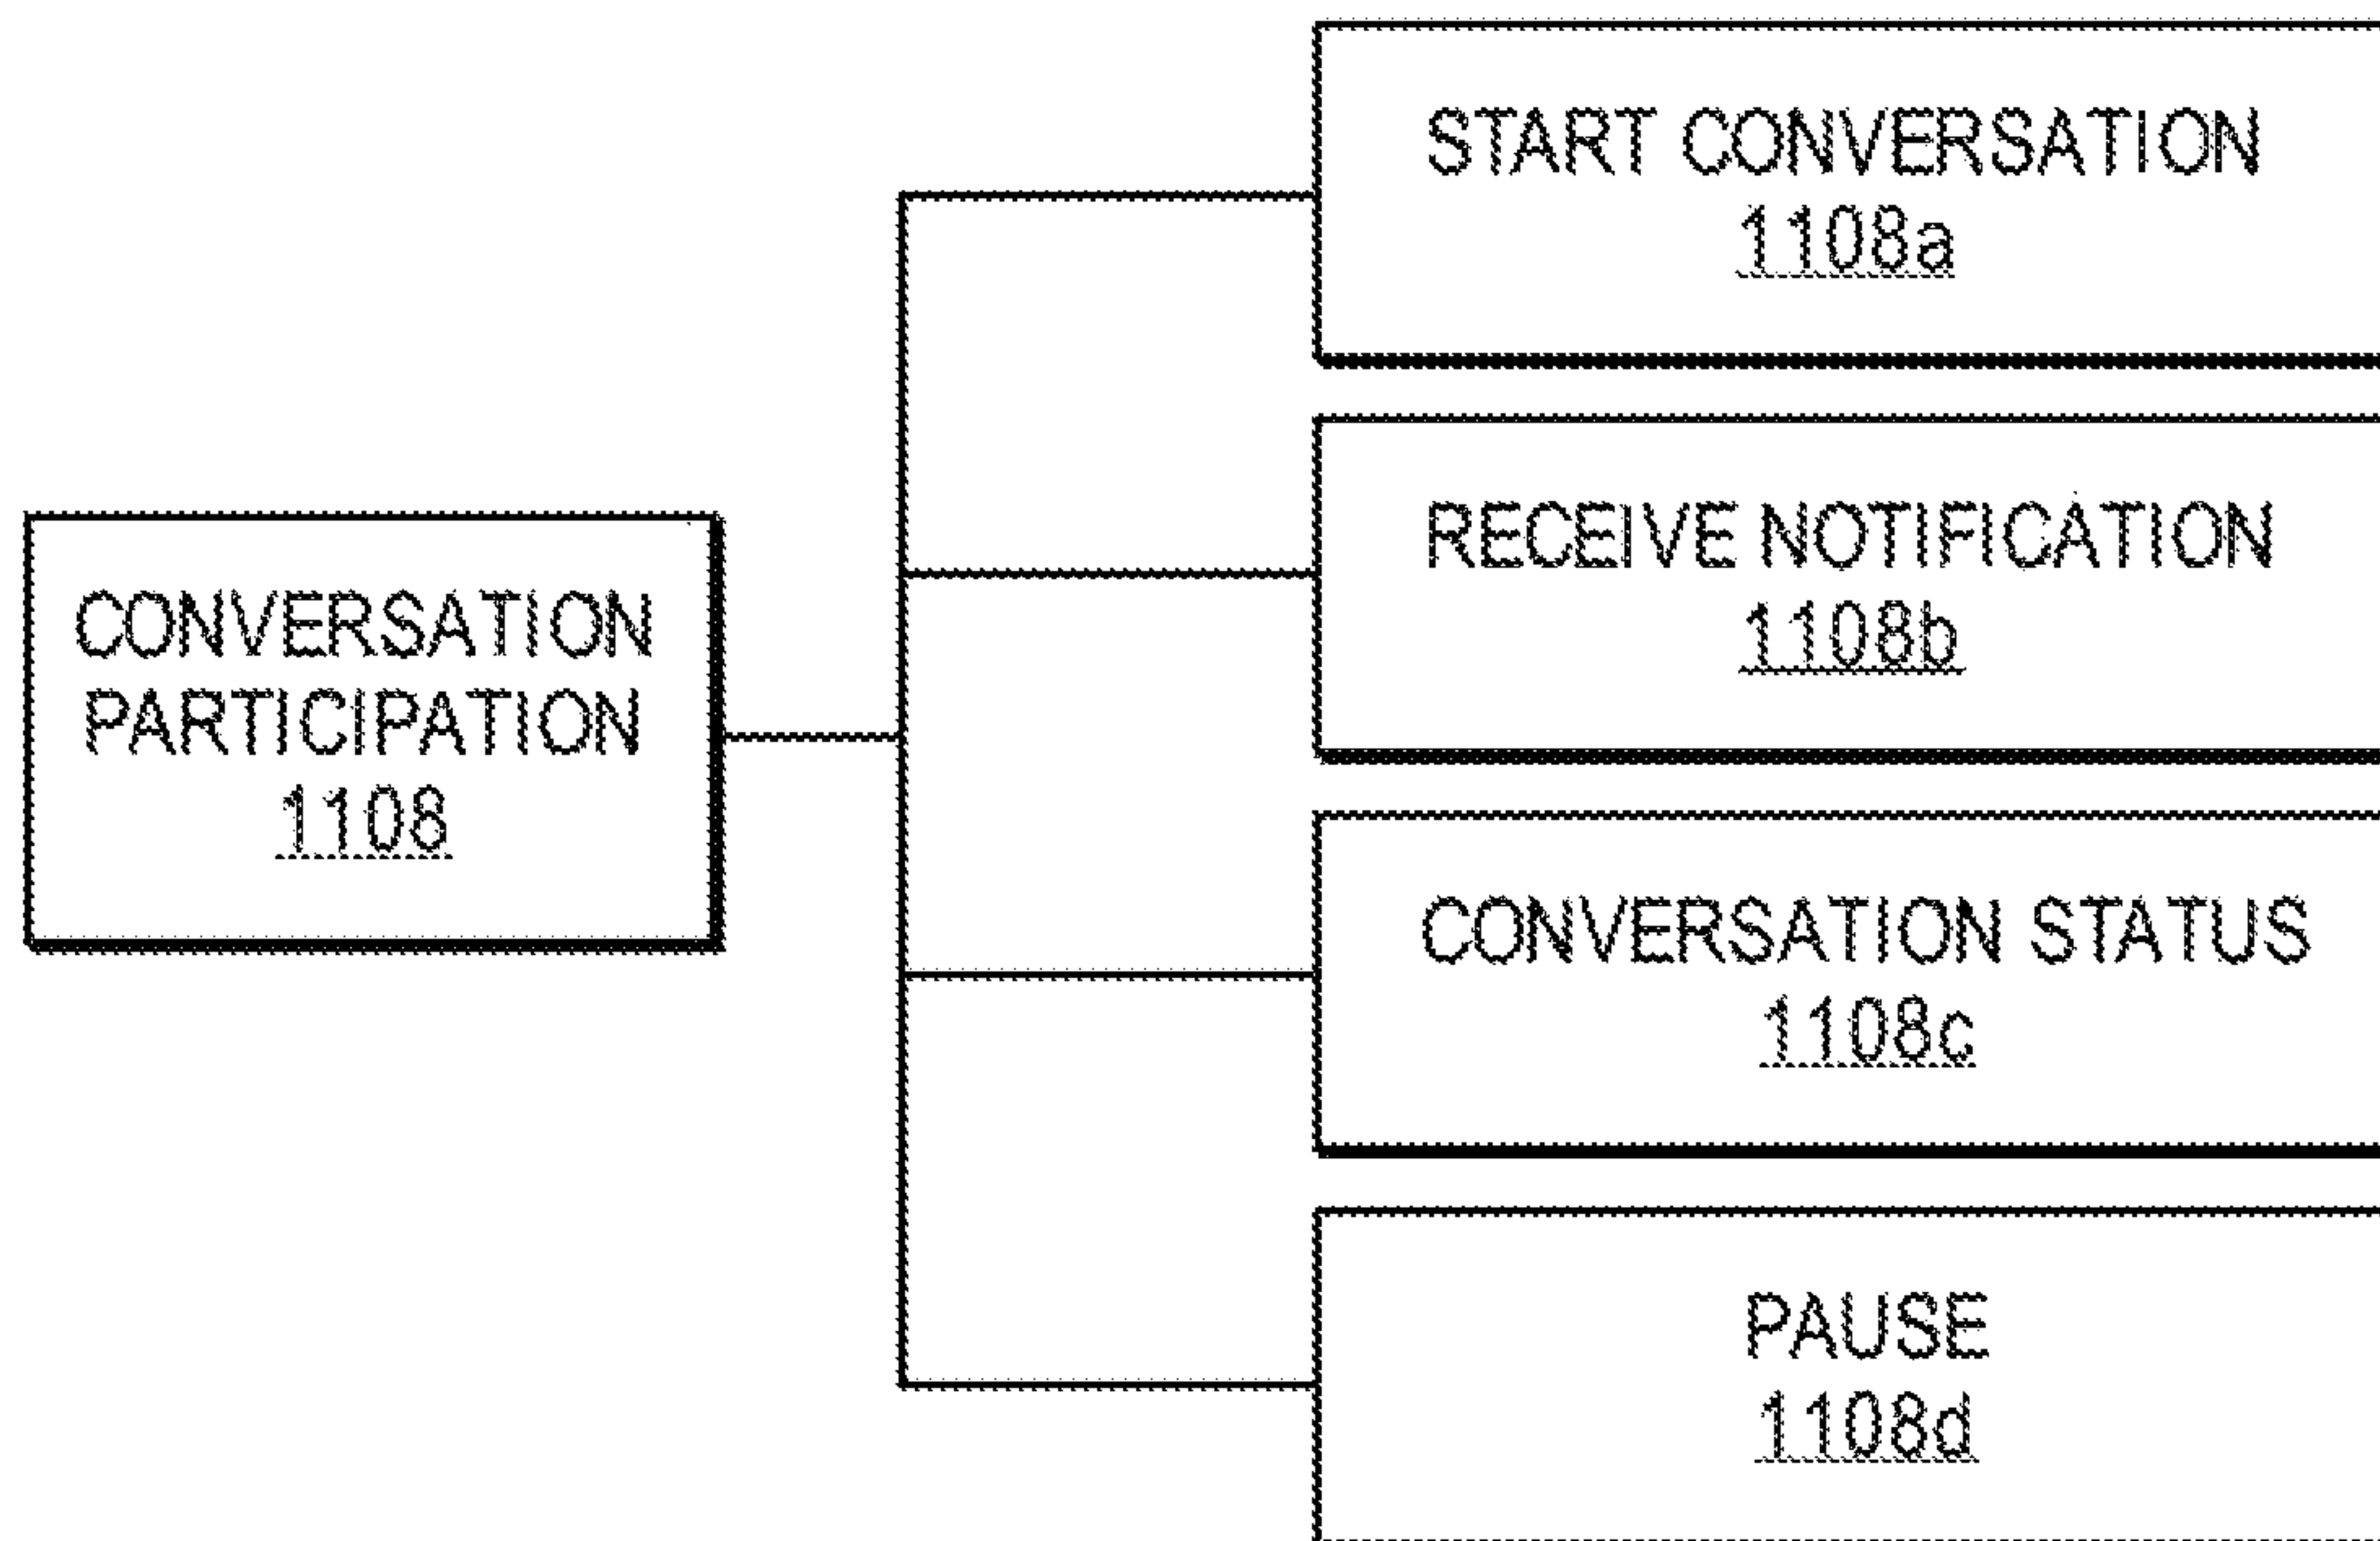 START CONVERSATION
1108a
RECEIVE NOTIFICATION
1108b
CONVERSATION
PARTICIPATION
1108
CONVERSATION STATUS
1108c
PAUSE
1108d